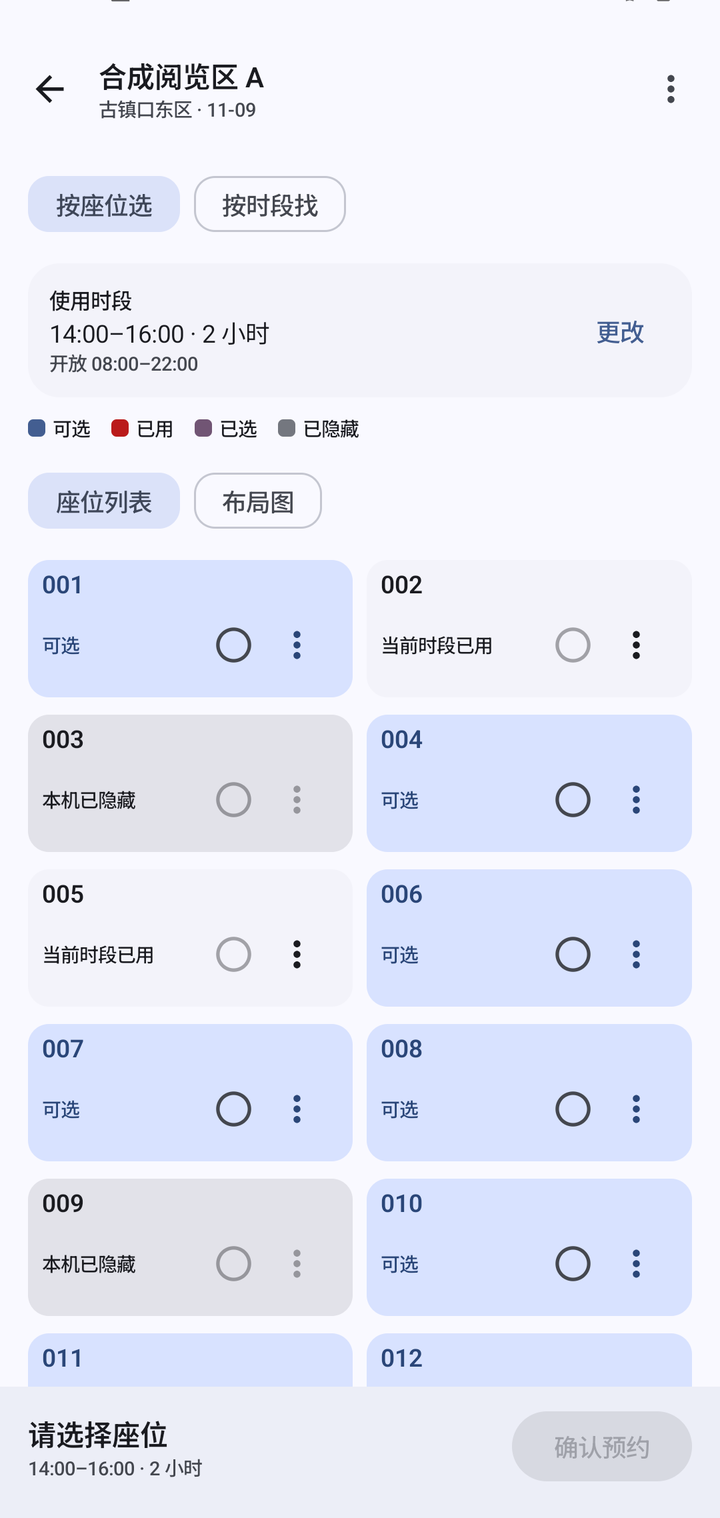 合成阅览区 A
古镇口东区 · 11-09
按座位选
按时段找
使用时段
14:00–16:00 · 2 小时
更改
开放 08:00–22:00
可选
已用
已选
已隐藏
座位列表
布局图
001
可选
002
当前时段已用
003
本机已隐藏
004
可选
005
当前时段已用
006
可选
007
可选
008
可选
009
本机已隐藏
010
可选
011
012
请选择座位
14:00–16:00 · 2 小时
确认预约